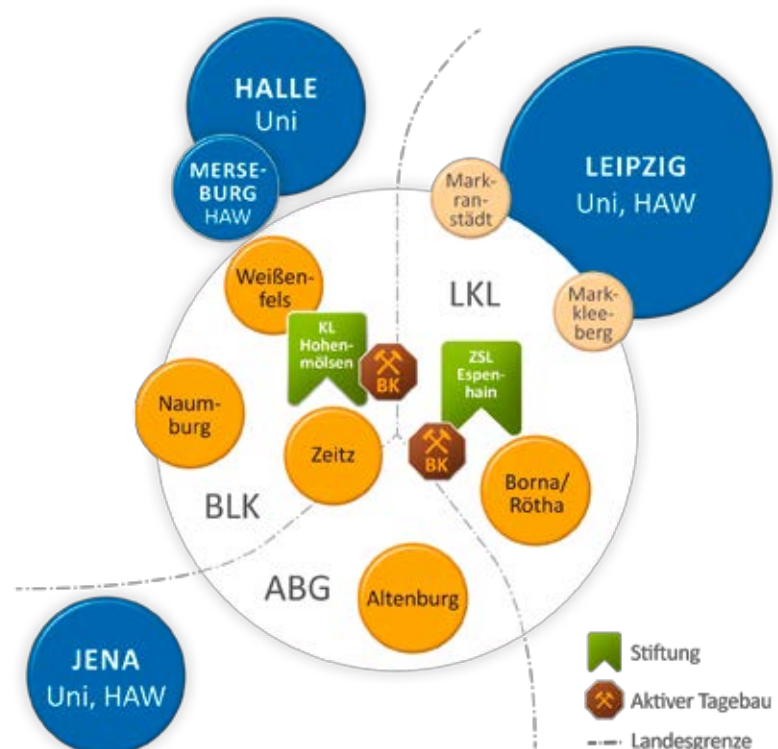 HALLE
Uni
MERSE-
BURG
HAW
LEIPZIG
Uni, HAW
Mark-
ran-
städt
Mark-
klee-
berg
LKL
Weißen-
fels
KL
Hohen-
mölsen
BK
ZSL
Espen-
hain
Naum-
burg
Zeitz
BK
Borna/
Rötha
BLK
ABG
Altenburg
JENA
Uni, HAW
Stiftung
Aktiver Tagebau
Landesgrenze